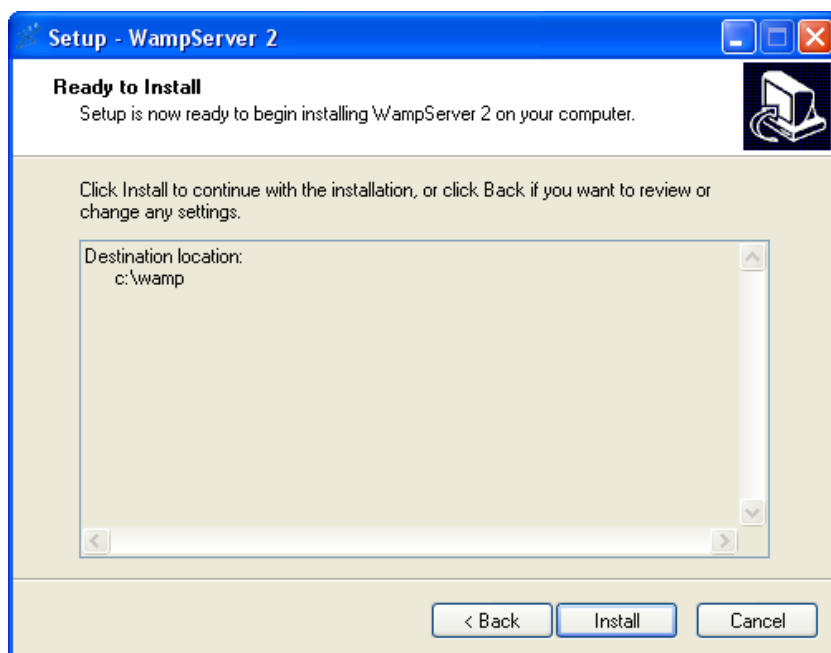 Setup - WampServer 2
Ready to Install
Setup is now ready to begin installing WampServer 2 on your computer.
Click Install to continue with the installation, or click Back if you want to review or
change any settings.
Destination location:
c:\wamp
< Back
Install
Cancel